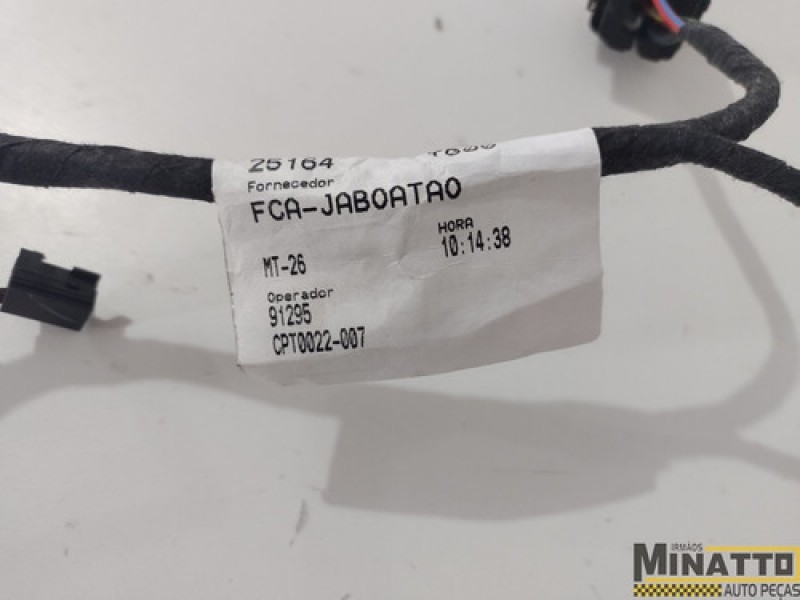 25164
Fornecedor
FCA-JABOATAO
HORA
MT-26 10:14:38
Operador
91295
CPT0022-007
IRMÃOS
MINATTO
AUTO PEÇAS